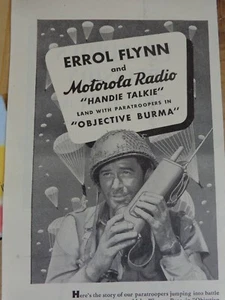 ERROL FLYNN
and
Motorola Radio
"HANDIE TALKIE"
LAND WITH PARATROOPERS IN
"OBJECTIVE BURMA"
Here's the story of our paratroopers jumping into battle